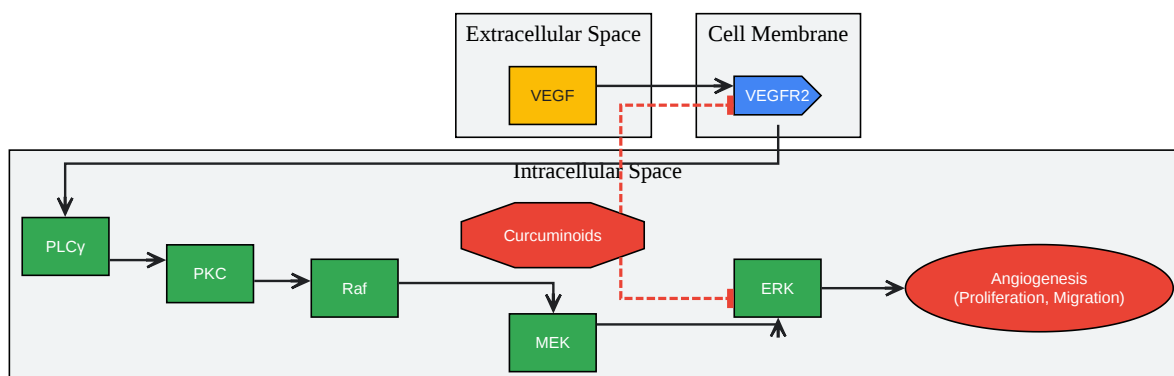 Extracellular Space
Cell Membrane
VEGF
VEGFR2
Intracellular Space
PLCγ
PKC
Raf
MEK
Curcuminoids
ERK
Angiogenesis
(Proliferation, Migration)